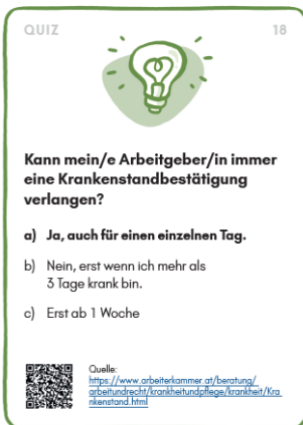 QUIZ 18
Kann mein/e Arbeitgeber/in immer
eine Krankenstandbestätigung
verlangen?
a) Ja, auch für einen einzelnen Tag.
b) Nein, erst wenn ich mehr als
3 Tage krank bin.
c) Erst ab 1 Woche
Quelle:
https://www.arbeiterkammer.at/beratung/
arbeitundrecht/krankheitundpflege/krankheit/Kra
nkenstand.html